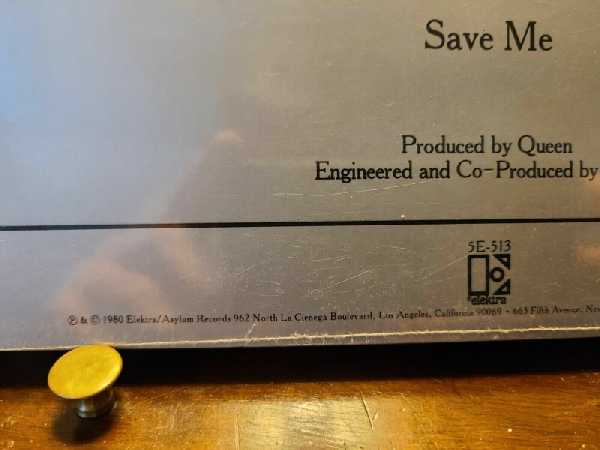 Save Me
Produced by Queen
Engineered and Co-Produced by
5E-513
elektra
℗ & © 1980 Elektra/Asylum Records 962 North La Cienega Boulevard, Los Angeles, California 90069 • 665 Fifth Avenue,